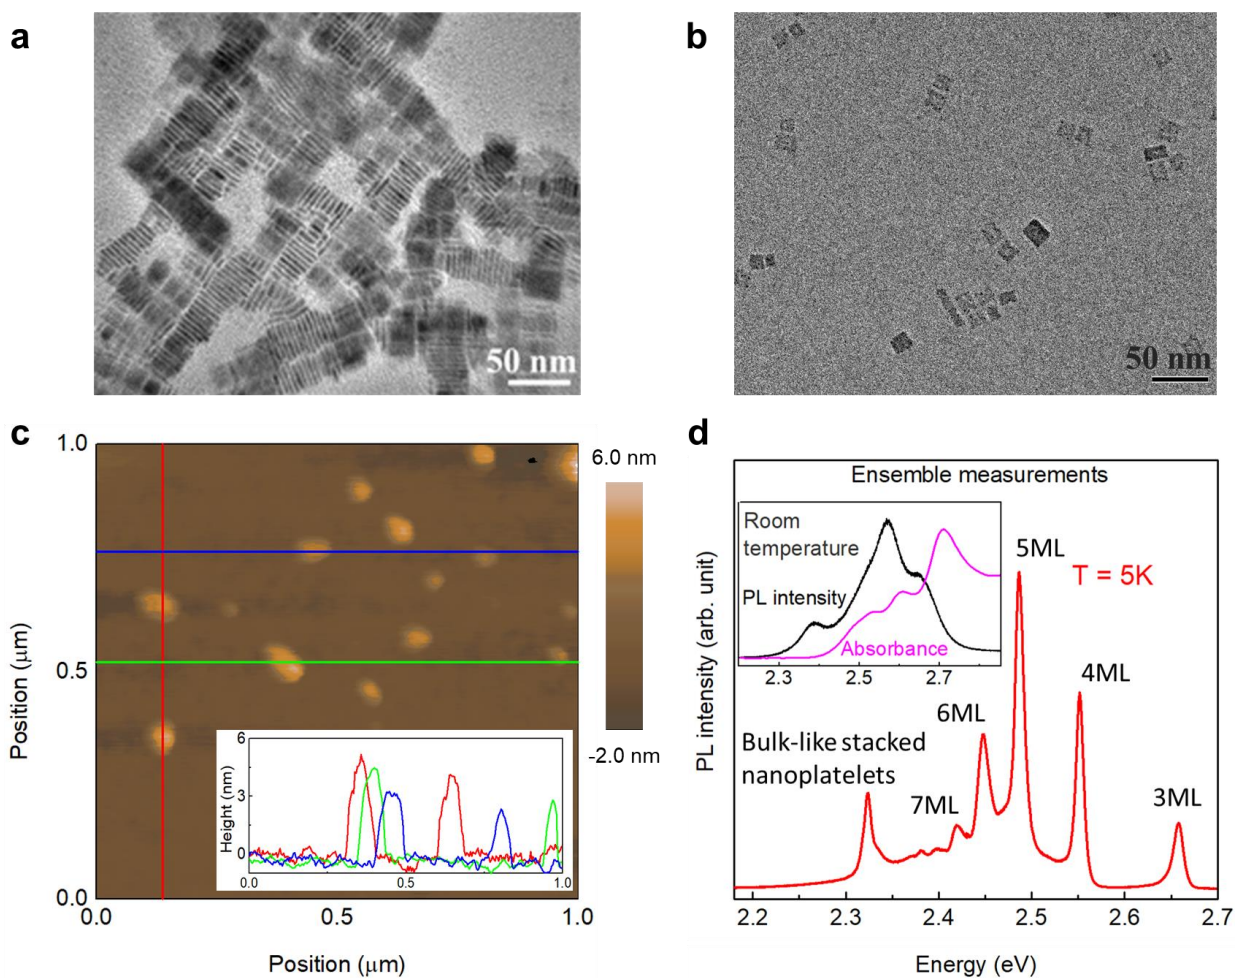 a
50 nm
b
50 nm
c
Position (μm)
1.0
0.5
0.0
0.0
0.5
1.0
Position (μm)
6.0 nm
-2.0 nm
Height (nm)
6
3
0
0.0
0.5
1.0
d
Ensemble measurements
PL intensity (arb. unit)
Room
temperature
PL intensity
Absorbance
2.3
2.5
2.7
5ML
T = 5K
4ML
6ML
Bulk-like stacked
nanoplatelets
7ML
3ML
2.2
2.3
2.4
2.5
2.6
2.7
Energy (eV)